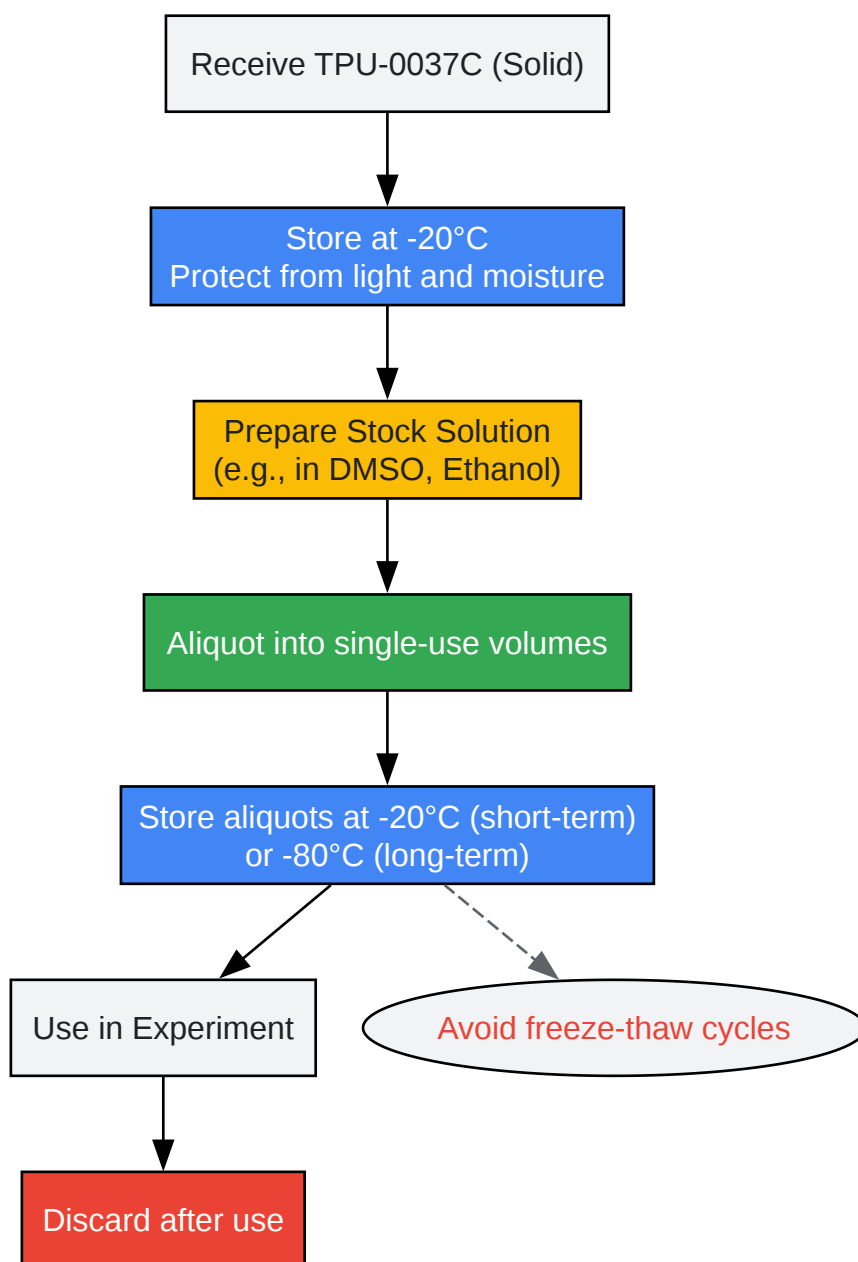 Receive TPU-0037C (Solid)
Store at -20°C
Protect from light and moisture
Prepare Stock Solution
(e.g., in DMSO, Ethanol)
Aliquot into single-use volumes
Store aliquots at -20°C (short-term)
or -80°C (long-term)
Use in Experiment
Avoid freeze-thaw cycles
Discard after use